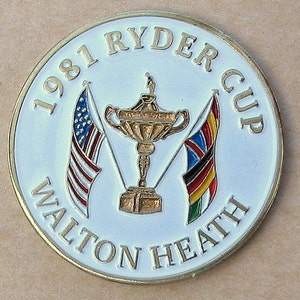 1981 RYDER CUP
WALTON HEATH